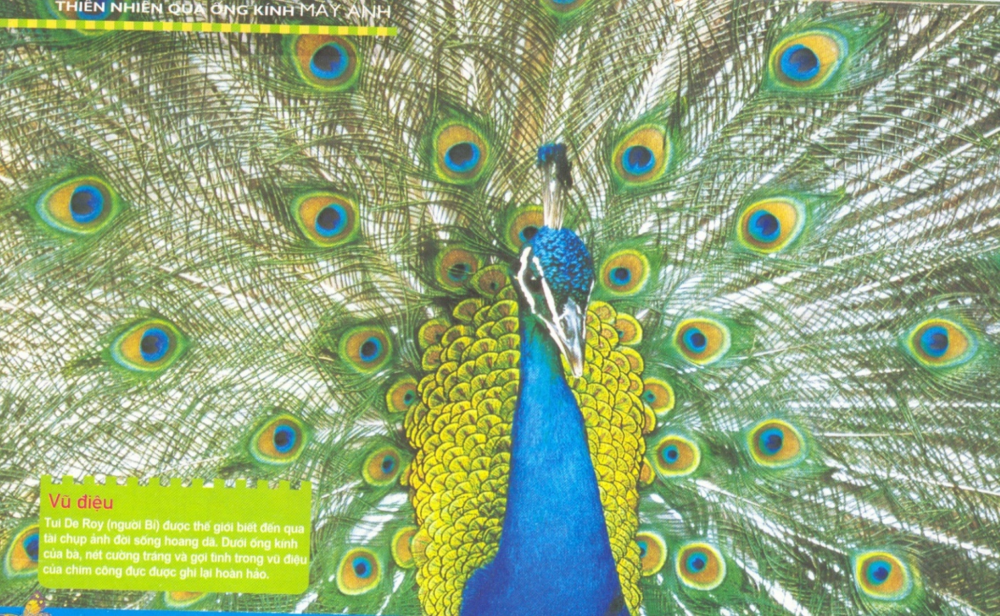 THIÊN NHIÊN QUA ỐNG KÍNH MÁY ẢNH
Vũ điệu
Tui De Roy (người Bỉ) được thế giới biết đến qua
tài chụp ảnh đời sống hoang dã. Dưới ống kính
của bà, nét cường tráng và gợi tình trong vũ điệu
của chim công đực được ghi lại hoàn hảo.